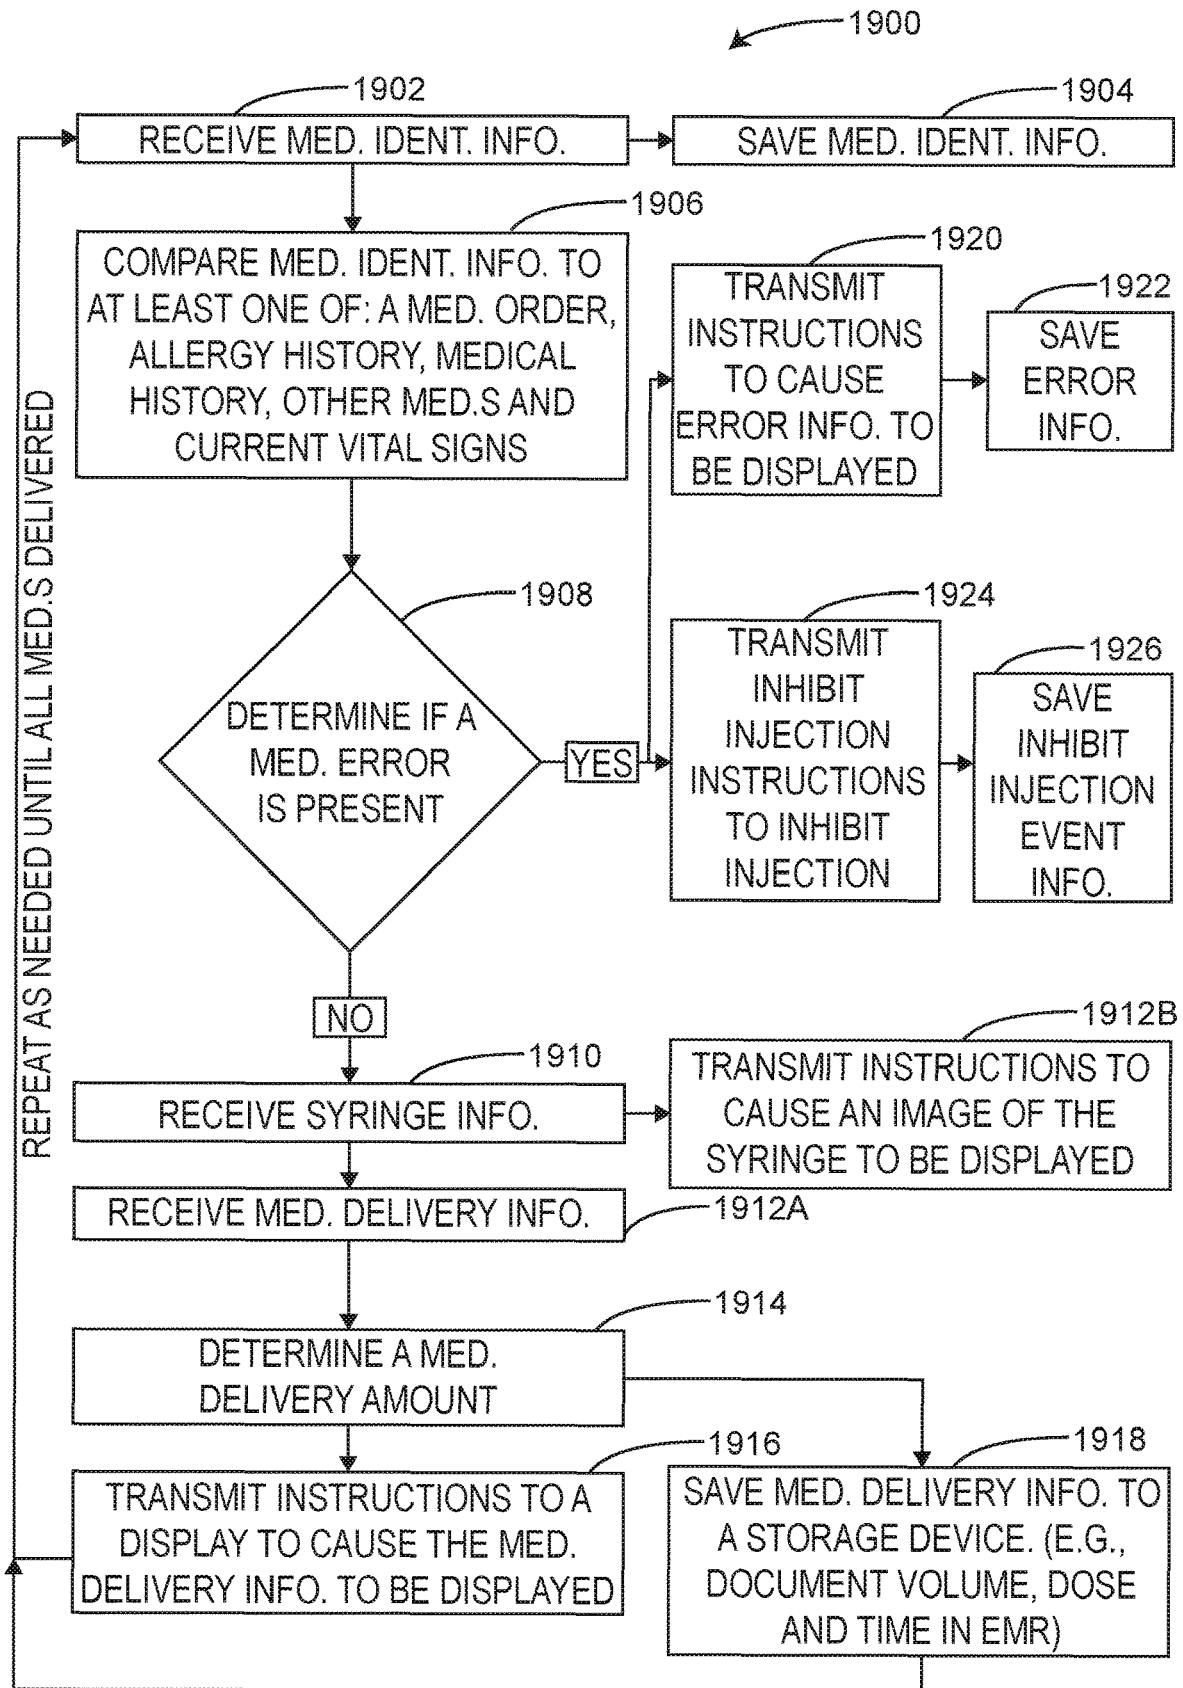 1900
1902
RECEIVE MED. IDENT. INFO.
1904
SAVE MED. IDENT. INFO.
1906
COMPARE MED. IDENT. INFO. TO
AT LEAST ONE OF: A MED. ORDER,
ALLERGY HISTORY, MEDICAL
HISTORY, OTHER MED.S AND
CURRENT VITAL SIGNS
1920
TRANSMIT
INSTRUCTIONS
TO CAUSE
ERROR INFO. TO
BE DISPLAYED
1922
SAVE
ERROR
INFO.
1908
DETERMINE IF A
MED. ERROR
IS PRESENT
YES
1924
TRANSMIT
INHIBIT
INJECTION
INSTRUCTIONS
TO INHIBIT
INJECTION
1926
SAVE
INHIBIT
INJECTION
EVENT
INFO.
NO
1910
RECEIVE SYRINGE INFO.
1912B
TRANSMIT INSTRUCTIONS TO
CAUSE AN IMAGE OF THE
SYRINGE TO BE DISPLAYED
RECEIVE MED. DELIVERY INFO.
1912A
1914
DETERMINE A MED.
DELIVERY AMOUNT
1916
TRANSMIT INSTRUCTIONS TO A
DISPLAY TO CAUSE THE MED.
DELIVERY INFO. TO BE DISPLAYED
1918
SAVE MED. DELIVERY INFO. TO
A STORAGE DEVICE. (E.G.,
DOCUMENT VOLUME, DOSE
AND TIME IN EMR)
REPEAT AS NEEDED UNTIL ALL MED.S DELIVERED